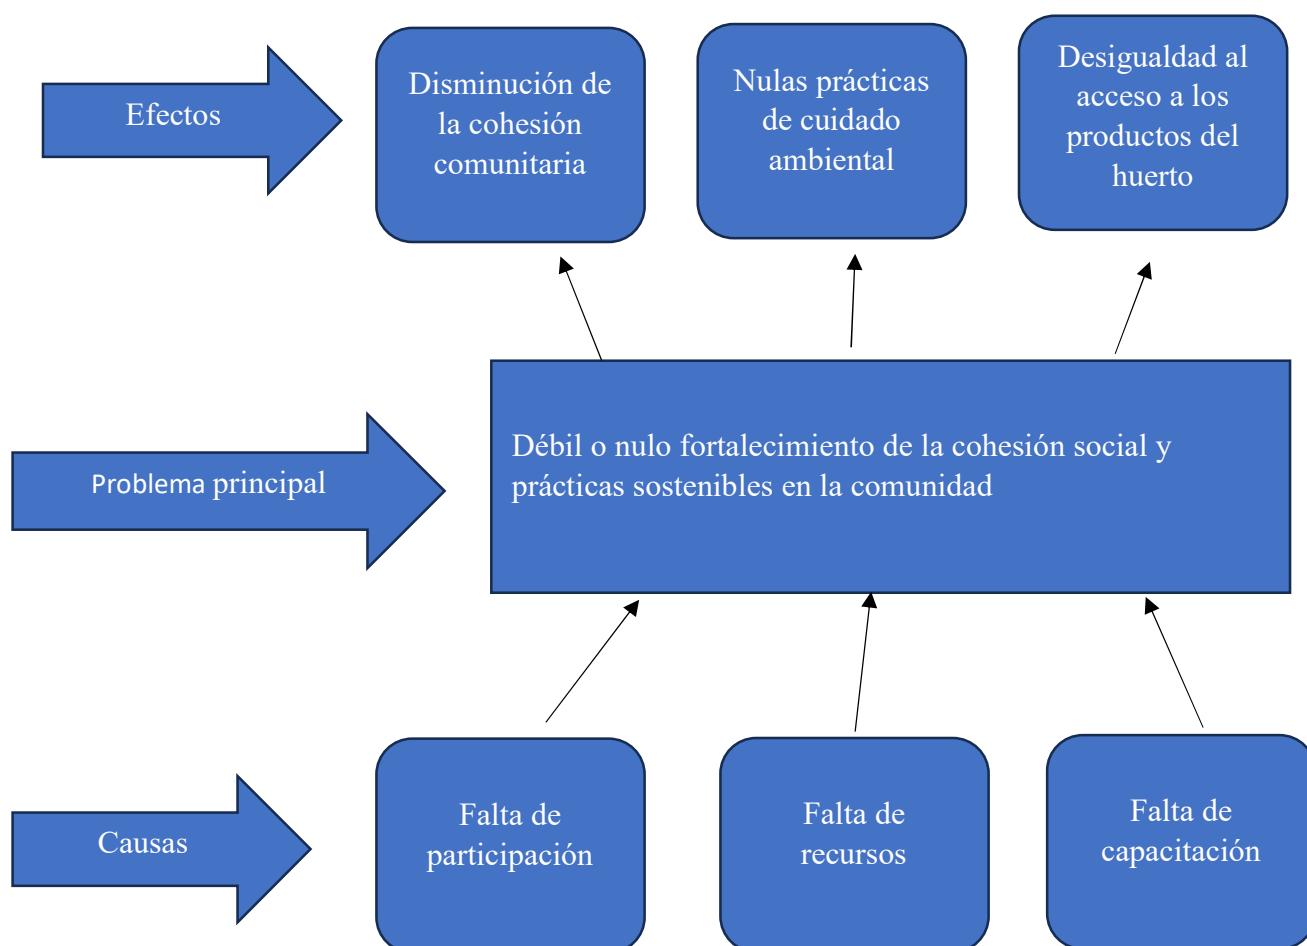 Efectos
Disminución de
la cohesión
comunitaria
Nulas prácticas
de cuidado
ambiental
Desigualdad al
acceso a los
productos del
huerto
Problema principal
Débil o nulo fortalecimiento de la cohesión social y
prácticas sostenibles en la comunidad
Causas
Falta de
participación
Falta de
recursos
Falta de
capacitación